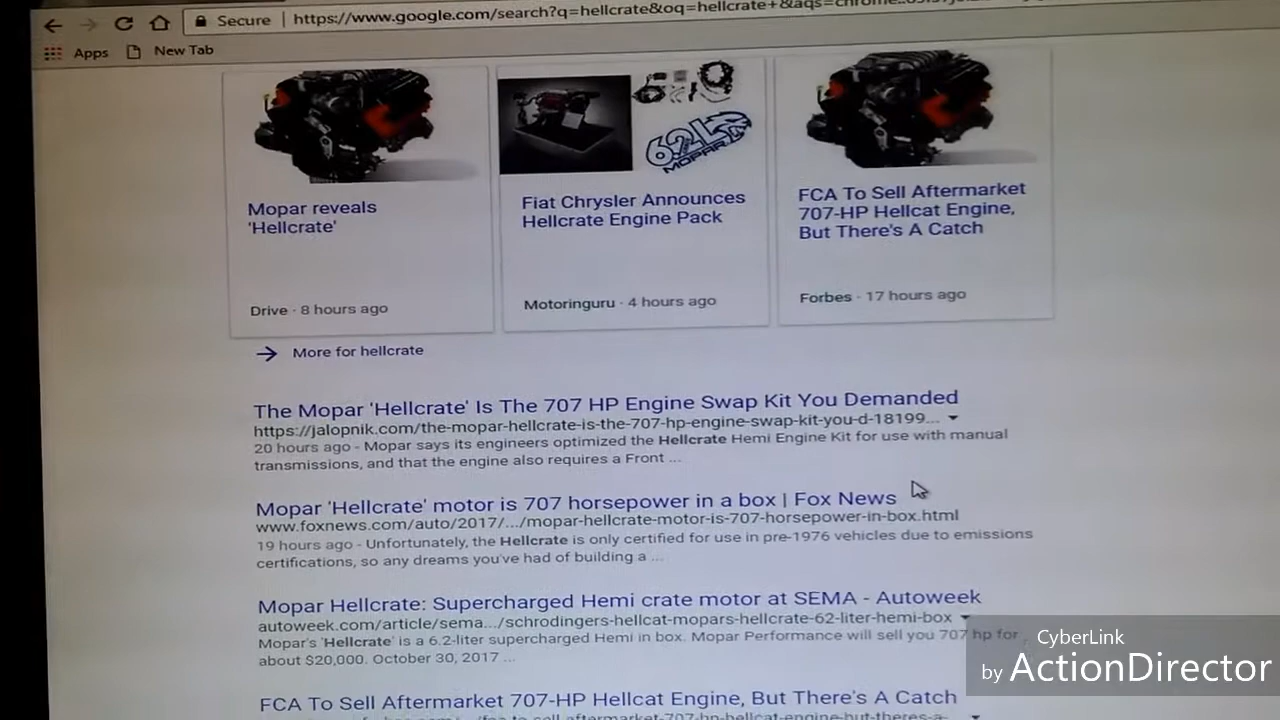 Secure | https://www.google.com/search?q=hellcrate&oq=hellcrate+&aqs=chrome
Apps New Tab
62L
MOPAR
Mopar reveals
'Hellcrate'
Drive · 8 hours ago
Fiat Chrysler Announces
Hellcrate Engine Pack
Motoringuru · 4 hours ago
FCA To Sell Aftermarket
707-HP Hellcat Engine,
But There's A Catch
Forbes · 17 hours ago
More for hellcrate
The Mopar 'Hellcrate' Is The 707 HP Engine Swap Kit You Demanded
https://jalopnik.com/the-mopar-hellcrate-is-the-707-hp-engine-swap-kit-you-d-18199...
20 hours ago - Mopar says its engineers optimized the Hellcrate Hemi Engine Kit for use with manual
transmissions, and that the engine also requires a Front ...
Mopar 'Hellcrate' motor is 707 horsepower in a box | Fox News
www.foxnews.com/auto/2017/.../mopar-hellcrate-motor-is-707-horsepower-in-box.html
19 hours ago - Unfortunately, the Hellcrate is only certified for use in pre-1976 vehicles due to emissions
certifications, so any dreams you've had of building a ...
Mopar Hellcrate: Supercharged Hemi crate motor at SEMA - Autoweek
autoweek.com/article/sema.../schrodingers-hellcat-mopars-hellcrate-62-liter-hemi-box
Mopar's 'Hellcrate' is a 6.2-liter supercharged Hemi in box. Mopar Performance will sell you 707 hp for
about $20,000. October 30, 2017 ...
FCA To Sell Aftermarket 707-HP Hellcat Engine, But There's A Catch
CyberLink
by ActionDirector